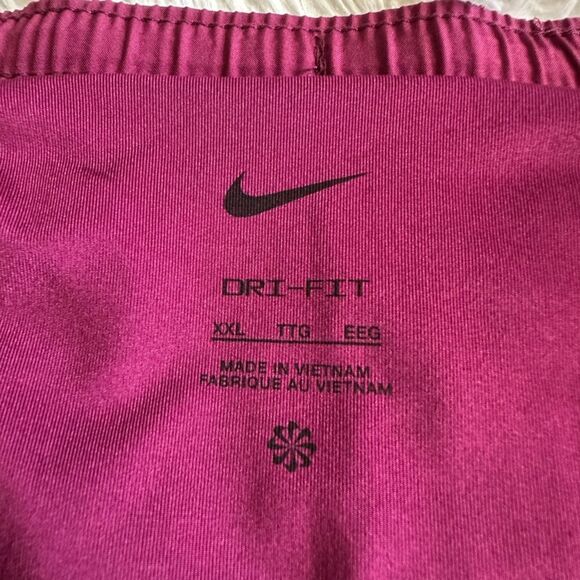 DRI-FIT
XXL TTG EEG
MADE IN VIETNAM
FABRIQUE AU VIETNAM